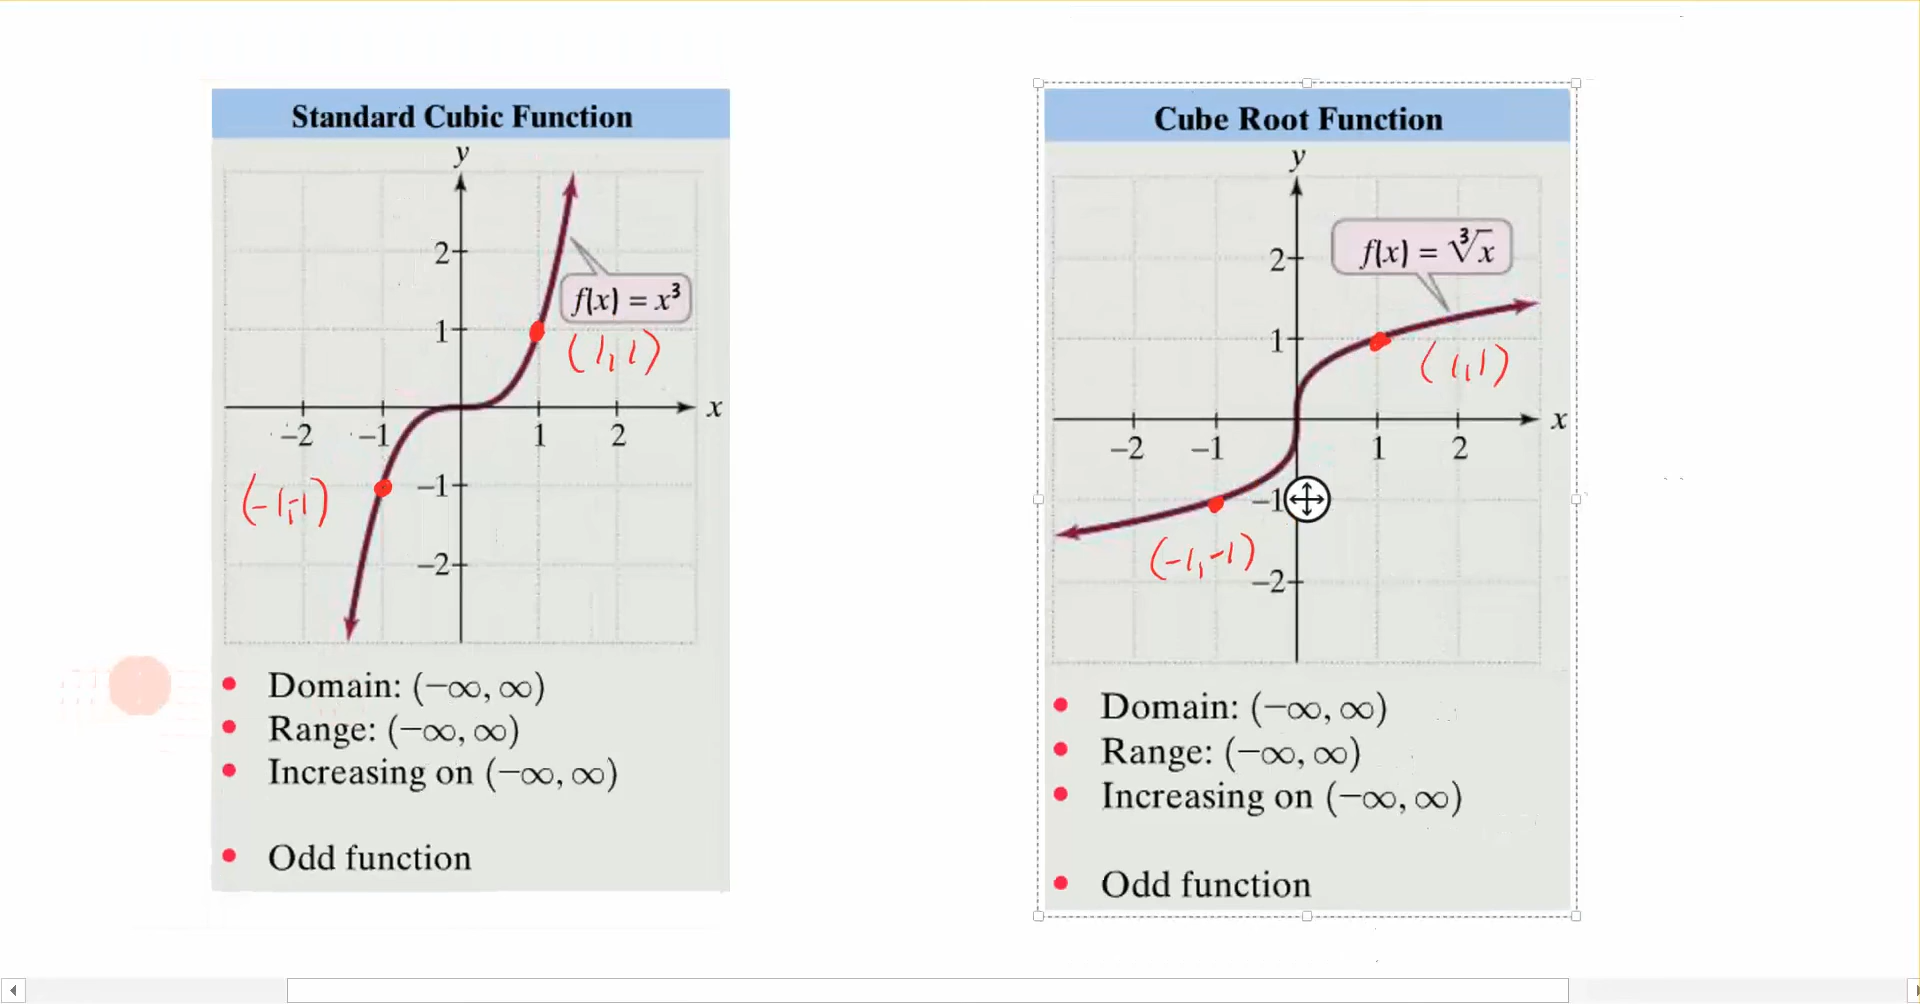 Standard Cubic Function
y
2
f(x) = x³
1
(1,1)
x
−2 −1 1 2
(-1,-1)
−1
−2
• Domain: (−∞, ∞)
• Range: (−∞, ∞)
• Increasing on (−∞, ∞)
• Odd function
Cube Root Function
y
f(x) = ∛x
2
1
(1,1)
x
−2 −1 1 2
−1
(-1,-1)
−2
• Domain: (−∞, ∞)
• Range: (−∞, ∞)
• Increasing on (−∞, ∞)
• Odd function